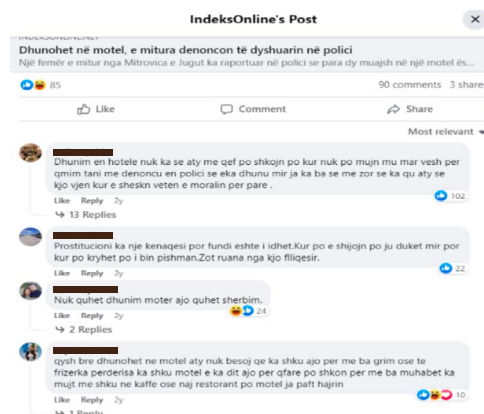 IndeksOnline's Post
INDEKSONLINE.NET
Dhunohet në motel, e mitura denoncon të dyshuarin në polici
Një femër e mitur nga Mitrovica e Jugut ka raportuar në polici se para dy muajsh në një motel ës...
85
90 comments 3 share
Like Comment Share
Most relevant
Dhunim en hotele nuk ka se aty me qef po shkojn po kur nuk po mujn mu mar vesh per
qmim tani me denoncu en polici se eka dhunu mir ja ka ba se me zor se ka qu aty se
kjo vjen kur e sheskn veten e moralin per pare .
102
Like Reply 2y
13 Replies
Prostitucioni ka nje kenaqesi por fundi eshte i idhet.Kur po e shijojn po ju duket mir por
kur po kryhet po i bin pishman.Zot ruana nga kjo flliqesir.
22
Like Reply 2y
Nuk quhet dhunim moter ajo quhet sherbim.
24
Like Reply 2y
2 Replies
qysh bre dhunohet ne motel aty nuk besoj qe ka shku ajo per me ba grim ose te
frizerka perderisa ka shku motel e ka dit ajo per qfare po shkon per me ba muhabet ka
mujt me shku ne kaffe ose naj restorant po motel ja paft hajrin
10
Like Reply 2y
1 Reply